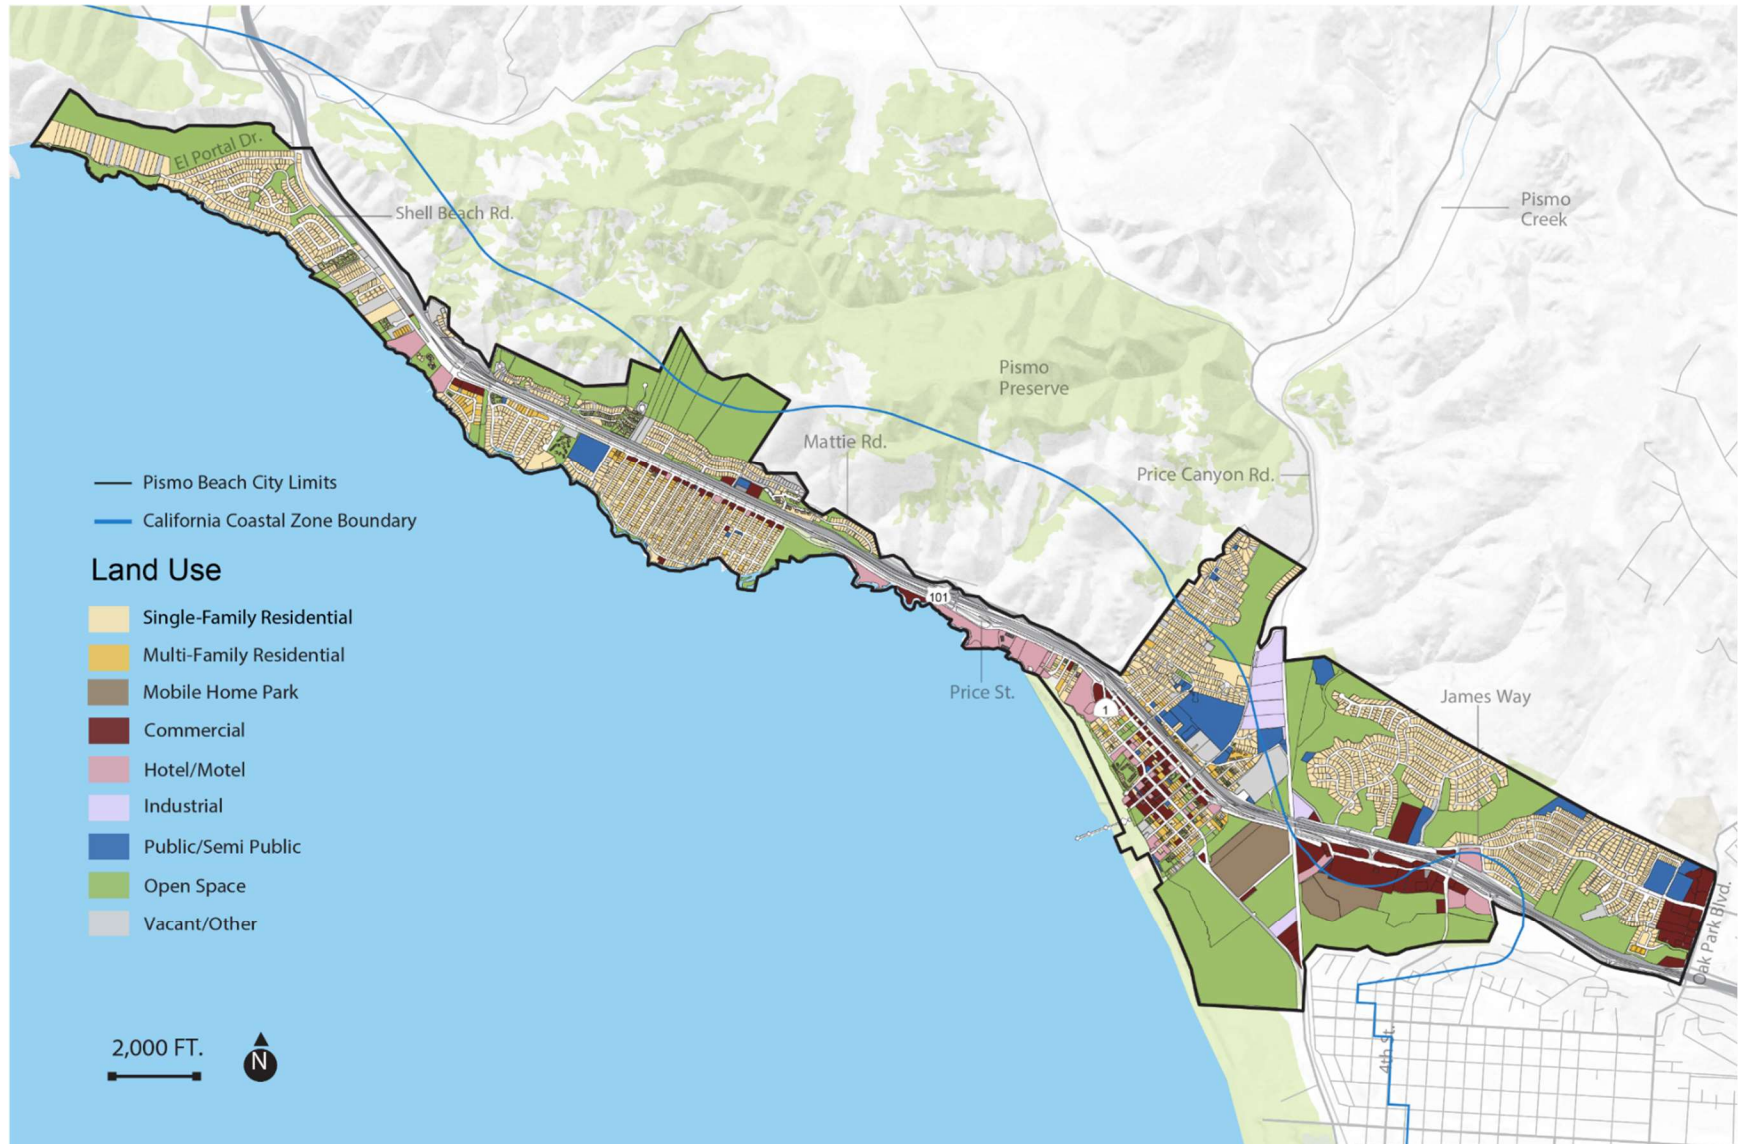 El Portal Dr.
Shell Beach Rd.
Pismo
Creek
Pismo
Preserve
Mattie Rd.
Price Canyon Rd.
Pismo Beach City Limits
California Coastal Zone Boundary
Land Use
Single-Family Residential
Multi-Family Residential
Mobile Home Park
Commercial
Hotel/Motel
Industrial
Public/Semi Public
Open Space
Vacant/Other
101
Price St.
1
James Way
Oak Park Blvd.
4th St.
2,000 FT.
N